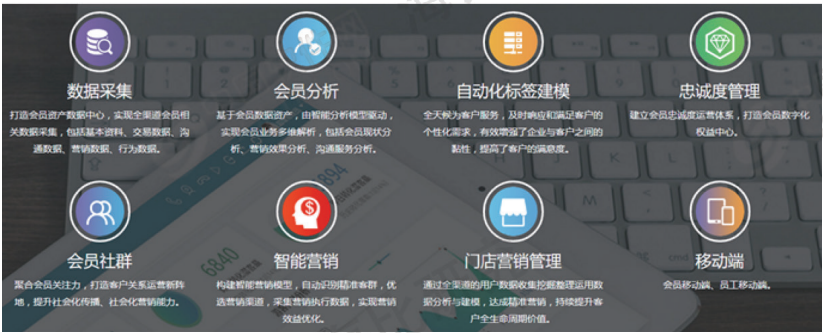 数据采集
打造会员资产数据中心，实现全渠道会员相
关数据采集，包括基本资料、交易数据、沟
通数据、营销数据、行为数据。
会员分析
基于会员数据资产，由智能分析模型驱动，
实现会员业务多维解析，包括会员现状分
析、营销效果分析、沟通服务分析。
自动化标签建模
全天候为客户服务，及时响应和满足客户的
个性化需求，有效增强了企业与客户之间的
黏性，提高了客户的满意度。
忠诚度管理
建立会员忠诚度运营体系，打造会员数字化
权益中心。
会员社群
聚合会员关注力，打造客户关系运营新阵
地，提升社会化传播、社会化营销能力。
智能营销
构建智能营销模型，自动识别精准客群，优
选营销渠道，采集营销执行数据，实现营销
效益优化。
门店营销管理
通过全渠道的用户数据收集挖掘整理运用数
据分析与建模，达成精准营销，持续提升客
户全生命周期价值。
移动端
会员移动端、员工移动端。
6840
894